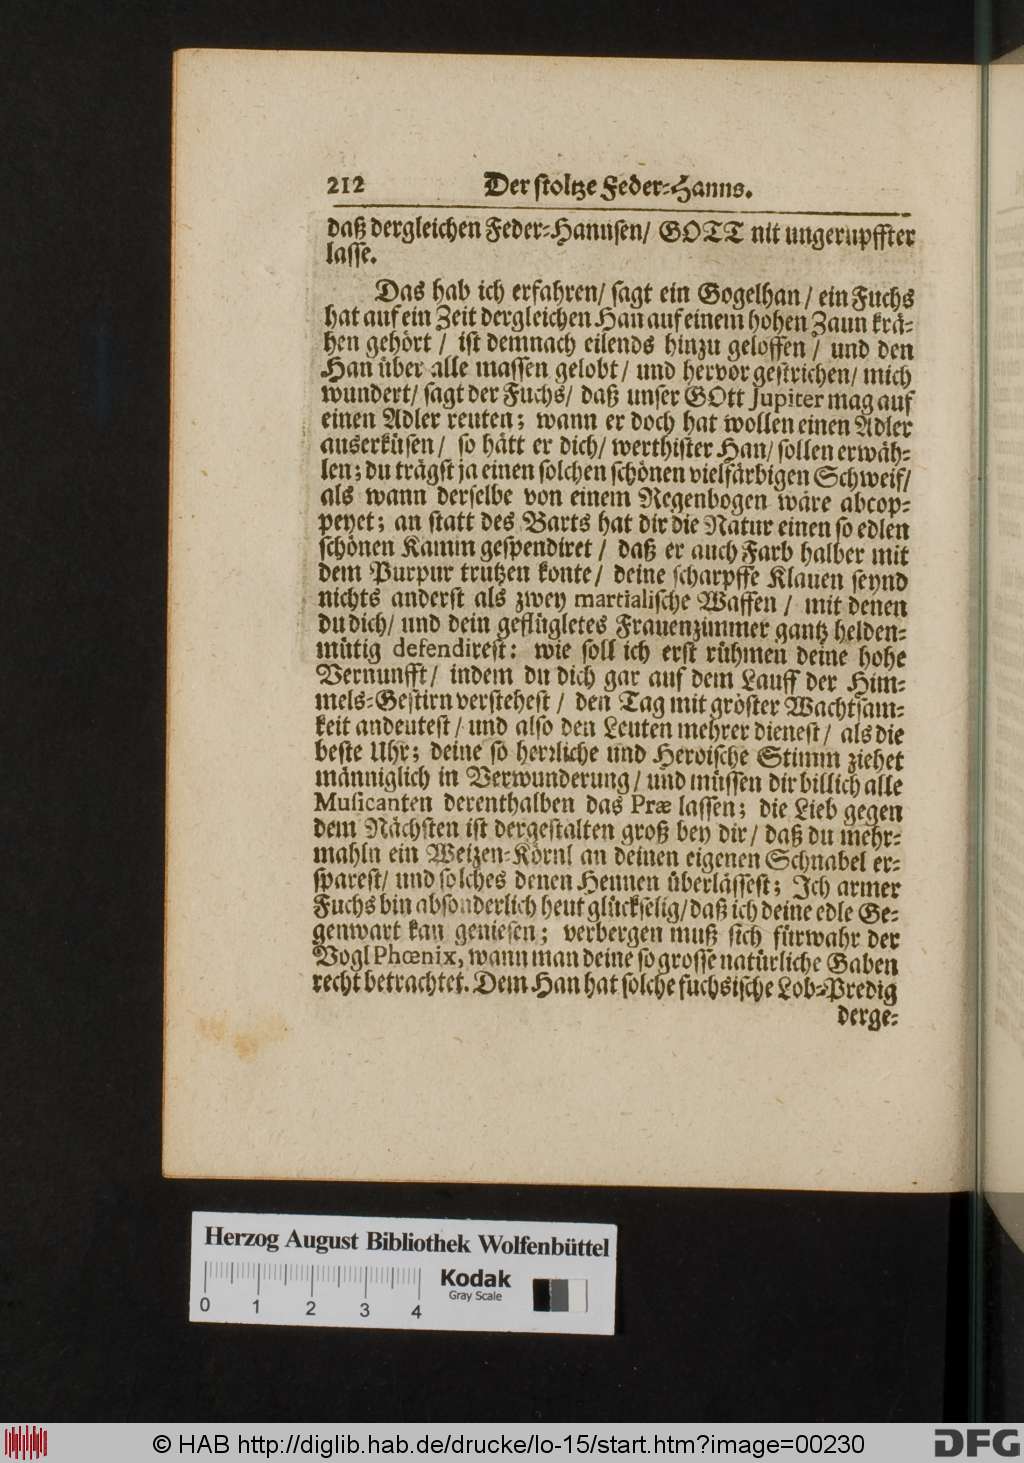 212 Der stoltze Feder-Hanns.
daß dergleichen Feder-Hannsen/ GOTT nit ungerupffter
lasse.
Das hab ich erfahren/ sagt ein Gogelhan/ ein Fuchs
hat auf ein Zeit dergleichen Han auf einem hohen Zaun krä-
hen gehört/ ist demnach eilends hinzu geloffen/ und den
Han über alle massen gelobt/ und hervor gestrichen/ mich
wundert/ sagt der Fuchs/ daß unser GOtt Jupiter mag auf
einen Adler reuten; wann er doch hat wollen einen Adler
auserküsen/ so hätt er dich/ werthister Han/ sollen erwäh-
len; du trägst ja einen solchen schönen vielfärbigen Schweif/
als wann derselbe von einem Regenbogen wäre abcop-
peyet; an statt des Barts hat dir die Natur einen so edlen
schönen Kamm gespendiret/ daß er auch Farb halber mit
dem Purpur trutzen konte/ deine scharpffe Klauen seynd
nichts anderst als zwey martialische Waffen/ mit denen
du dich/ und dein geflügletes Frauenzimmer gantz helden-
mütig defendirest: wie soll ich erst rühmen deine hohe
Vernunfft/ indem du dich gar auf dem Lauff der Him-
mels-Gestirn verstehest/ den Tag mit gröster Wachtsam-
keit andeutest/ und also den Leuten mehrer dienest/ als die
beste Uhr; deine so herzliche und Heroische Stimm ziehet
männiglich in Verwunderung/ und müssen dir billich alle
Musicanten derenthalben das Præ lassen; die Lieb gegen
dem Nächsten ist dergestalten groß bey dir/ daß du mehr-
mahln ein Weizen-Körnl an deinen eigenen Schnabel er-
sparest/ und solches denen Hennen überlässest; Ich armer
Fuchs bin absonderlich heut glückselig/ daß ich deine edle Ge-
genwart kan geniesen; verbergen muß sich fürwahr der
Vogl Phœnix, wann man deine so grosse natürliche Gaben
recht betrachtet. Dem Han hat solche fuchsische Lob-Predig
derge-
Herzog August Bibliothek Wolfenbüttel
Kodak
Gray Scale
0 1 2 3 4
© HAB http://diglib.hab.de/drucke/lo-15/start.htm?image=00230
DFG